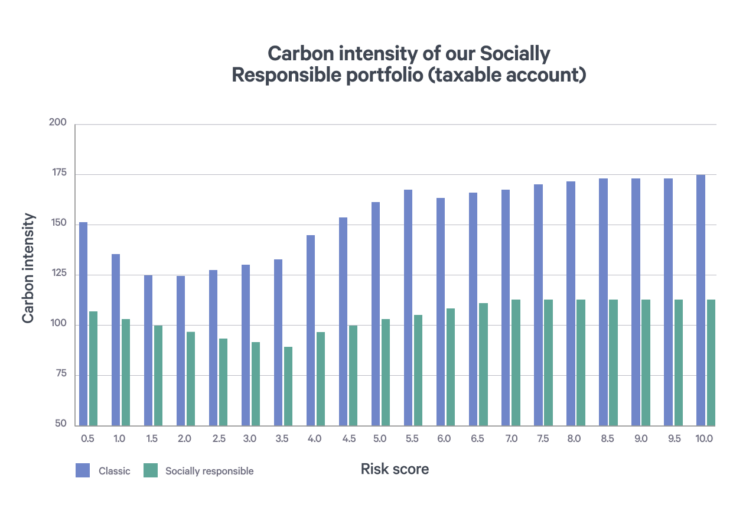 Carbon intensity of our Socially
Responsible portfolio (taxable account)
200
175
150
125
100
75
50
Carbon intensity
0.5 1.0 1.5 2.0 2.5 3.0 3.5 4.0 4.5 5.0 5.5 6.0 6.5 7.0 7.5 8.0 8.5 9.0 9.5 10.0
Classic Socially responsible
Risk score